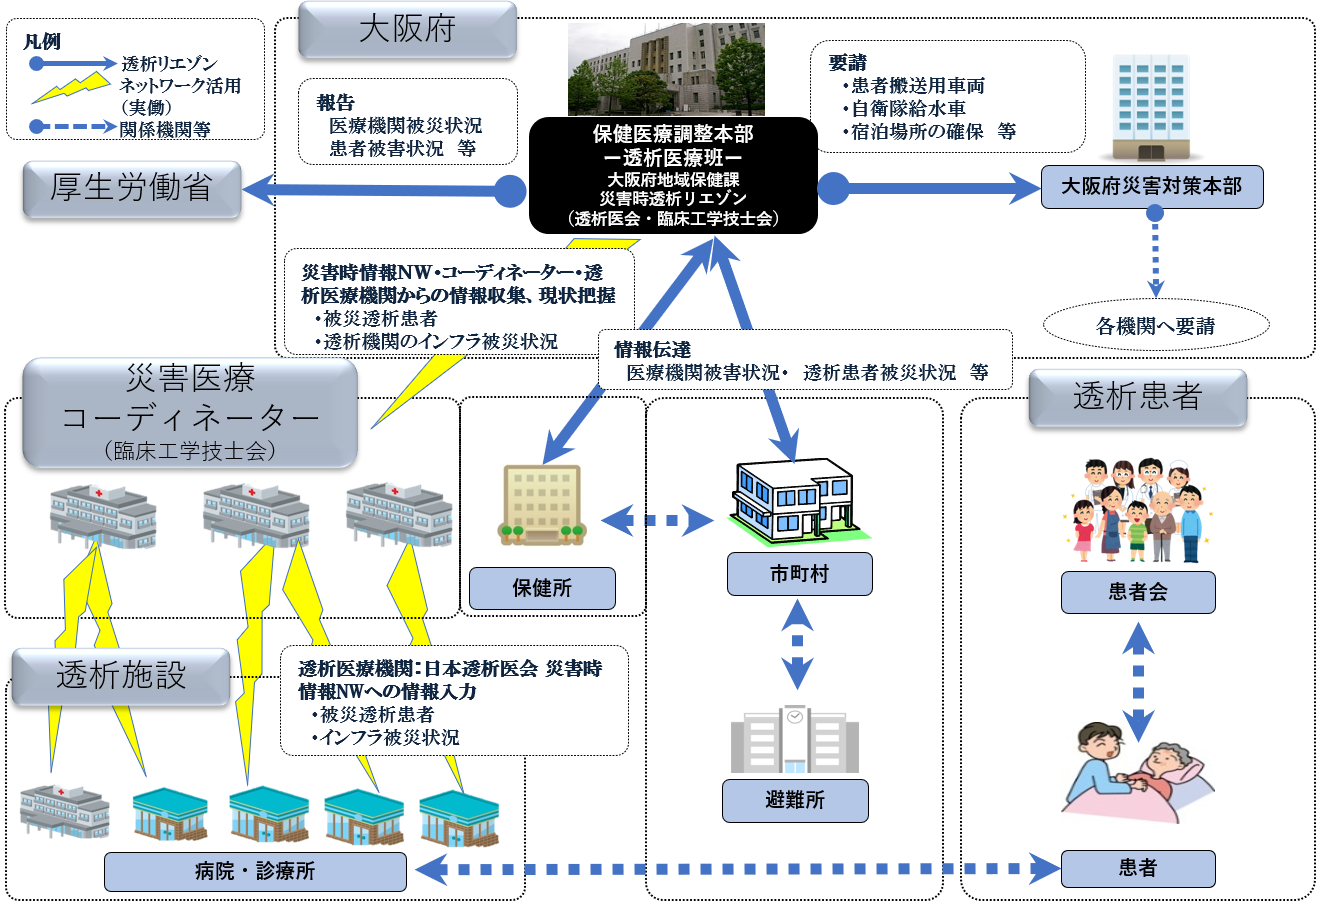 大阪府
凡例
透析リエゾン
ネットワーク活用
（実働）
関係機関等
報告
医療機関被災状況
患者被害状況　等
保健医療調整本部
ー透析医療班ー
大阪府地域保健課
災害時透析リエゾン
（透析医会・臨床工学技士会）
要請
・患者搬送用車両
・自衛隊給水車
・宿泊場所の確保　等
厚生労働省
大阪府災害対策本部
各機関へ要請
災害時情報NW・コーディネーター・透
析医療機関からの情報収集、現状把握
・被災透析患者
・透析機関のインフラ被災状況
情報伝達
医療機関被害状況・　透析患者被災状況　等
災害医療
コーディネーター
（臨床工学技士会）
透析患者
保健所
市町村
患者会
透析施設
透析医療機関：日本透析医会 災害時
情報NWへの情報入力
・被災透析患者
・インフラ被災状況
避難所
病院・診療所
患者